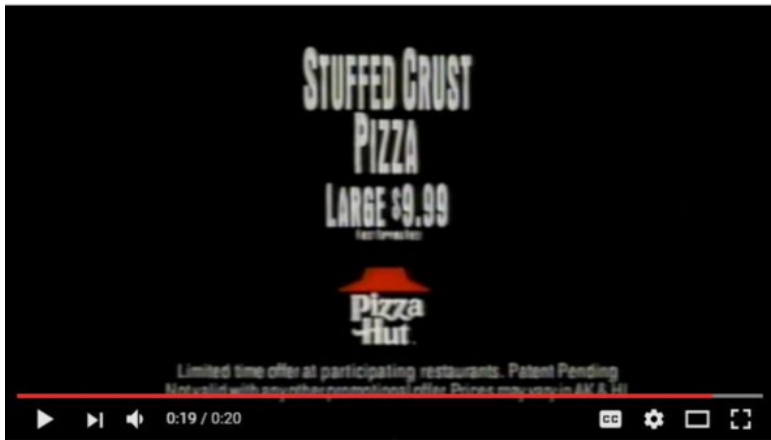 STUFFED CRUST
PIZZA
LARGE $9.99
Pizza
Hut
Limited time offer at participating restaurants. Patent Pending
Not valid with any other promotional offer. Prices may vary in AK & HI
0:19 / 0:20
CC